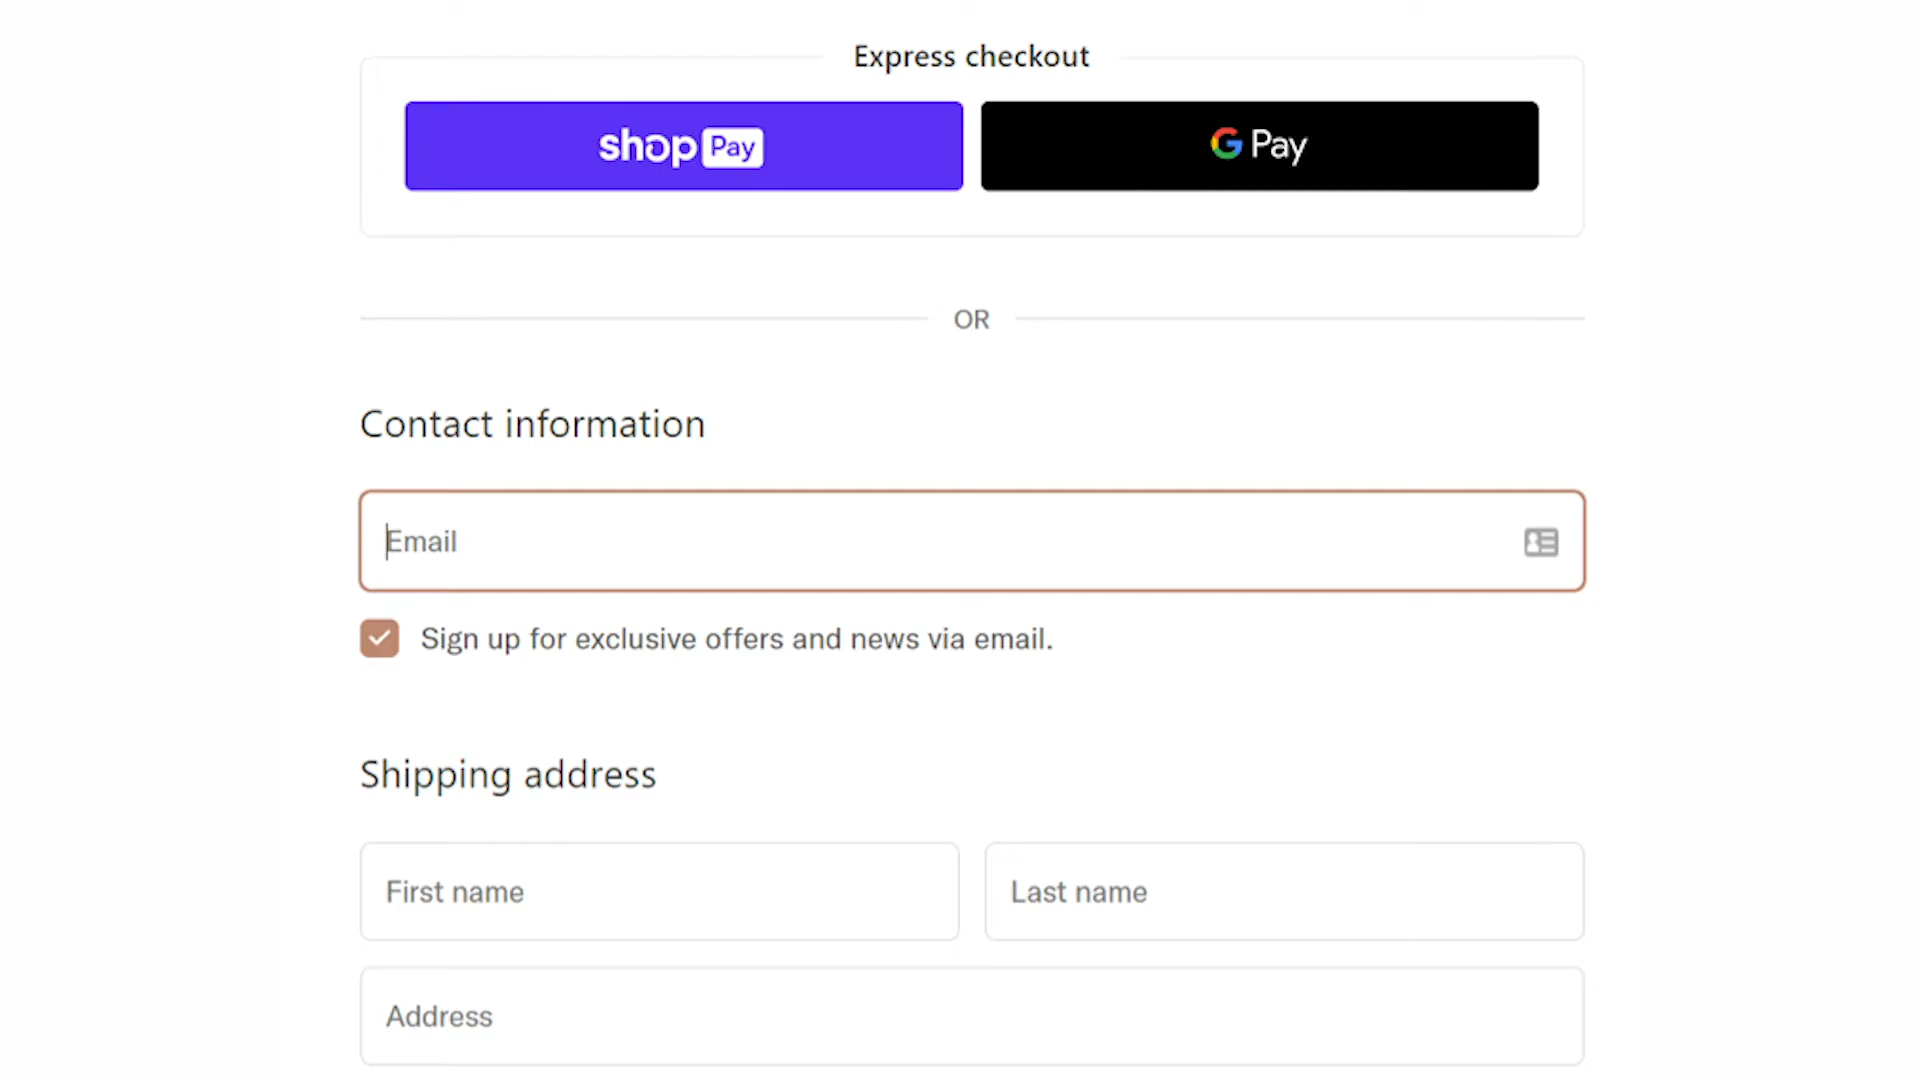 Express checkout
shop Pay
G Pay
OR
Contact information
Email
Sign up for exclusive offers and news via email.
Shipping address
First name
Last name
Address